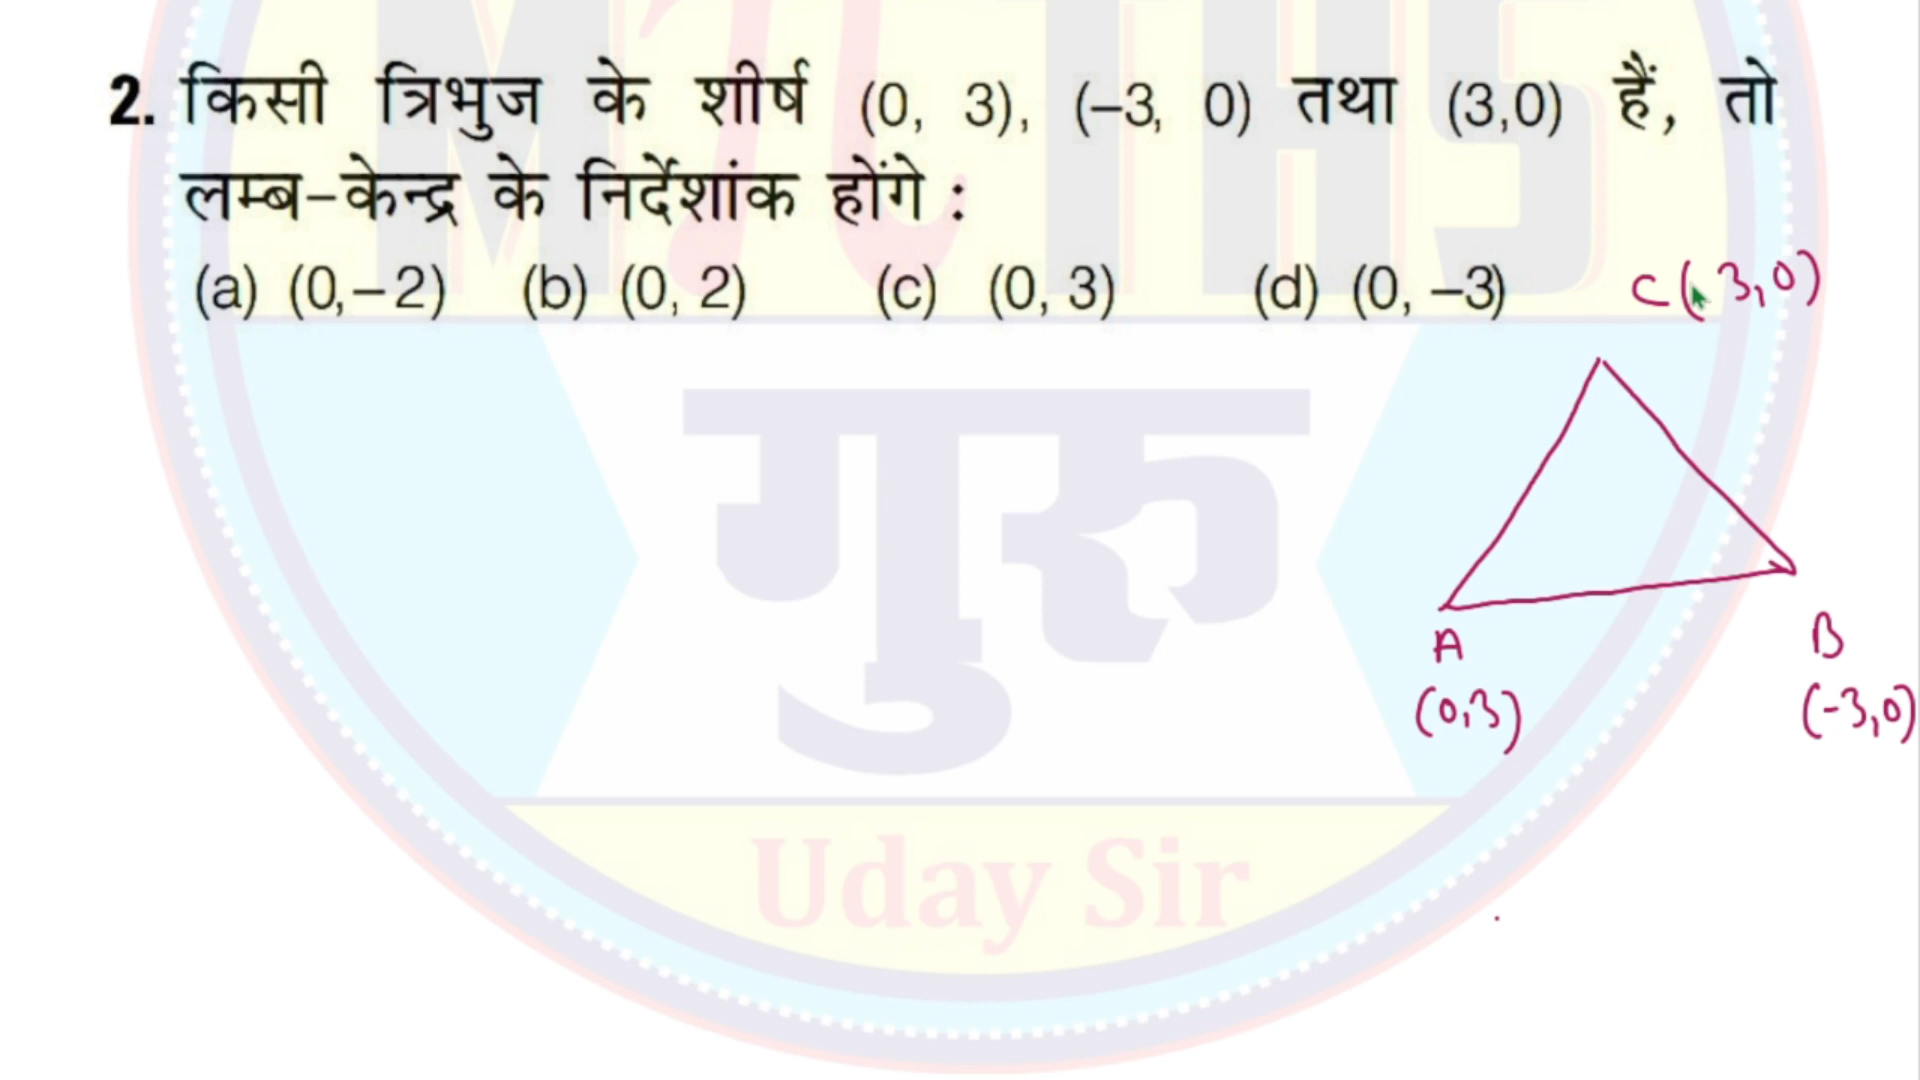 2. किसी त्रिभुज के शीर्ष (0, 3), (–3, 0) तथा (3,0) हैं, तो
लम्ब–केन्द्र के निर्देशांक होंगे :
(a) (0,–2) (b) (0, 2) (c) (0, 3) (d) (0, –3)
C(3,0)
A
B
(0,3)
(-3,0)
MπTHS
गुरु
Uday Sir